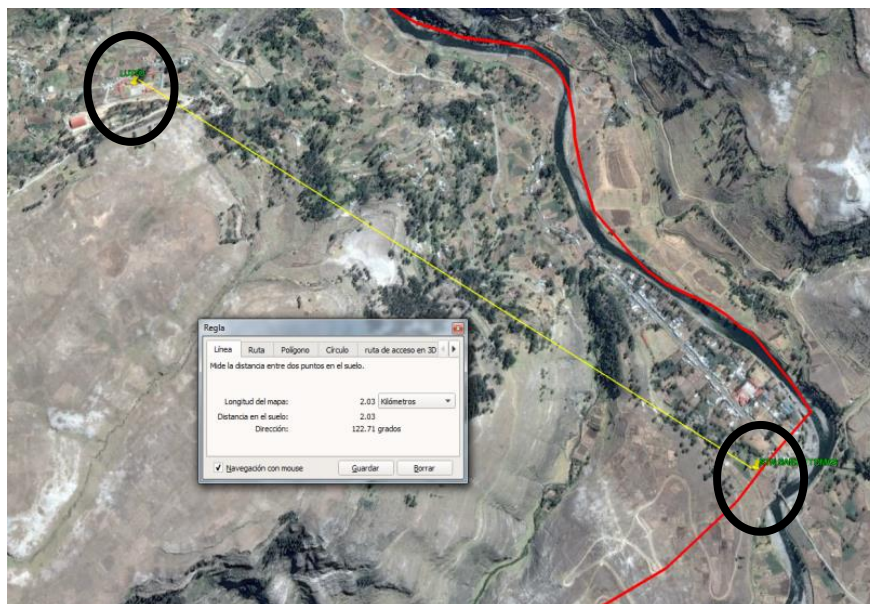 Regla
Línea Ruta Polígono Círculo ruta de acceso en 3D
Mide la distancia entre dos puntos en el suelo.
Longitud del mapa: 2.03 Kilómetros
Distancia en el suelo: 2.03
Dirección: 122.71 grados
Navegación con mouse Guardar Borrar